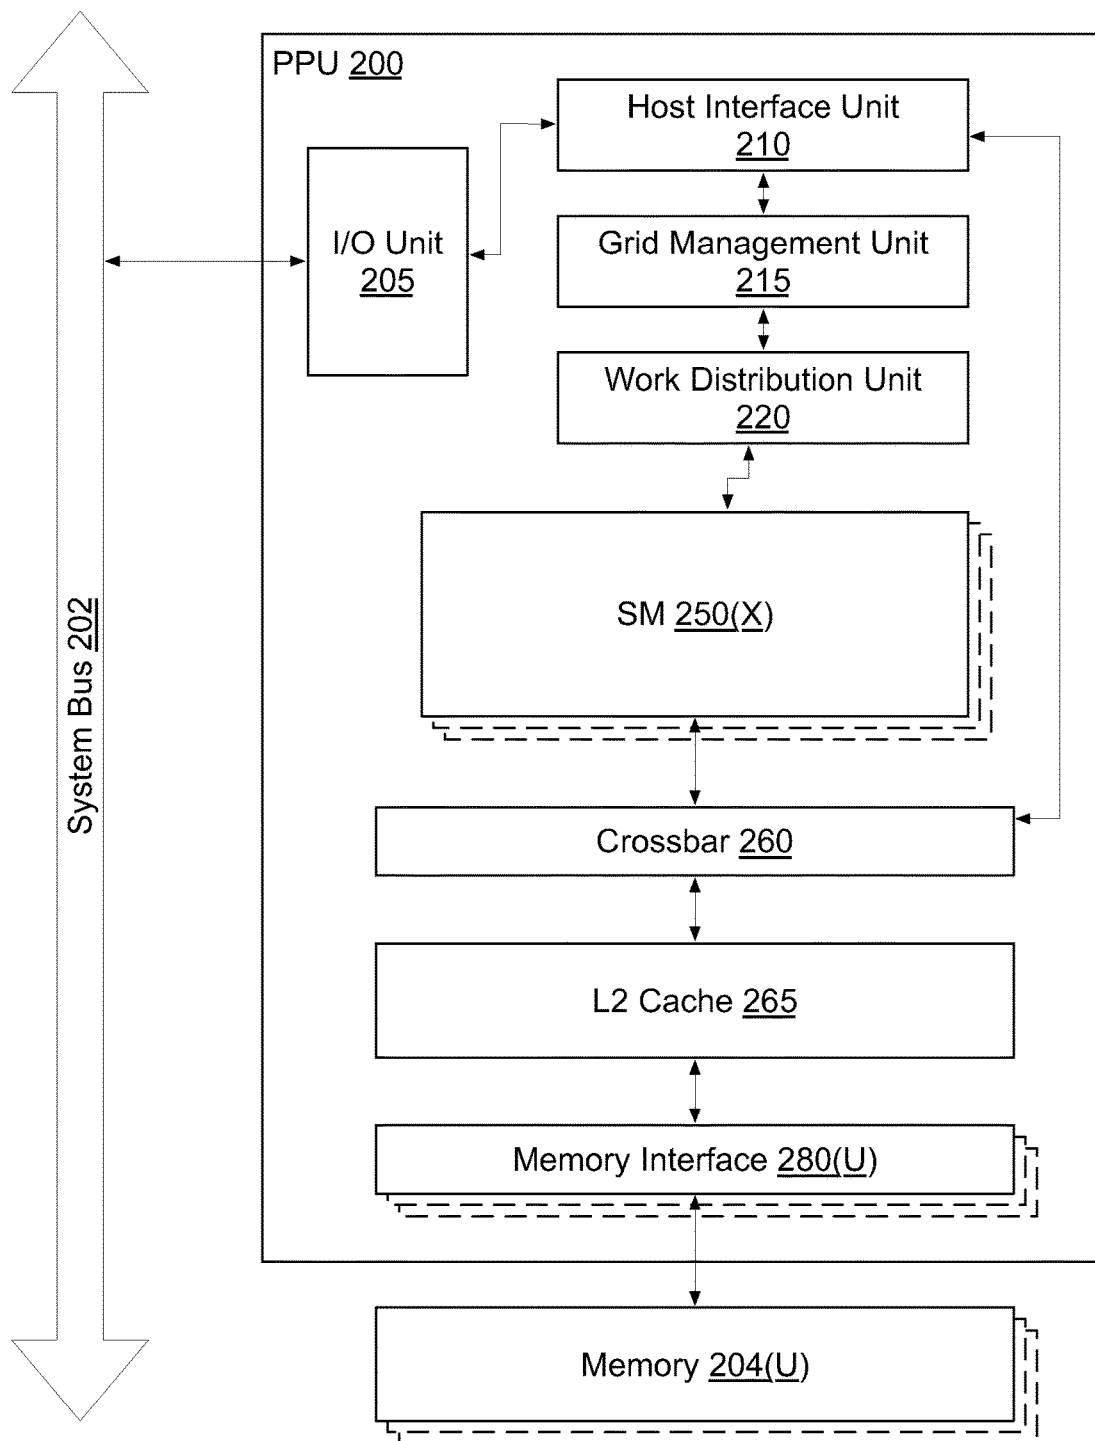 PPU 200
Host Interface Unit
210
I/O Unit
205
Grid Management Unit
215
Work Distribution Unit
220
SM 250(X)
System Bus 202
Crossbar 260
L2 Cache 265
Memory Interface 280(U)
Memory 204(U)